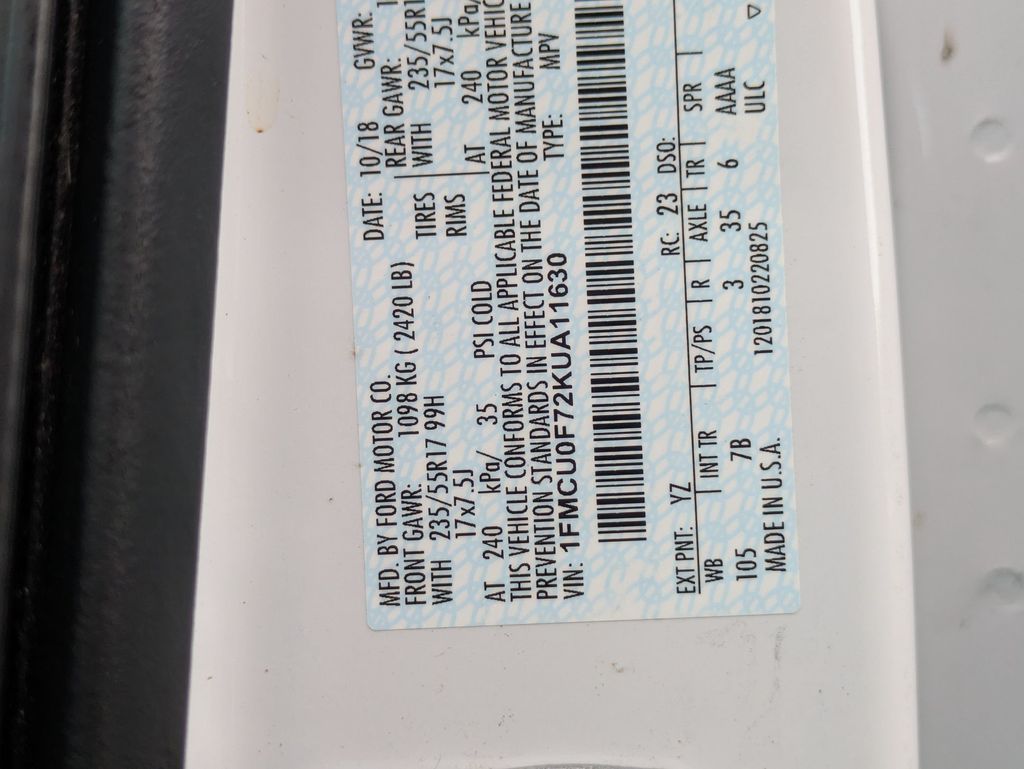 MFD. BY FORD MOTOR CO.
DATE: 10/18 GVWR:
FRONT GAWR: 1098 KG ( 2420 LB)
REAR GAWR: 1
WITH 235/55R17 99H
TIRES
WITH 235/55R1
17x7.5J
RIMS
17x7.5J
AT 240 kPa/ 35 PSI COLD
AT 240 kPa/
THIS VEHICLE CONFORMS TO ALL APPLICABLE FEDERAL MOTOR VEHIC
PREVENTION STANDARDS IN EFFECT ON THE DATE OF MANUFACTURE
VIN: 1FMCU0F72KUA11630
TYPE: MPV
EXT PNT: YZ RC: 23 DSO:
WB INT TR TP/PS R AXLE TR SPR
105 7B 3 35 6 AAAA
MADE IN U.S.A. 1201810220825 ULC